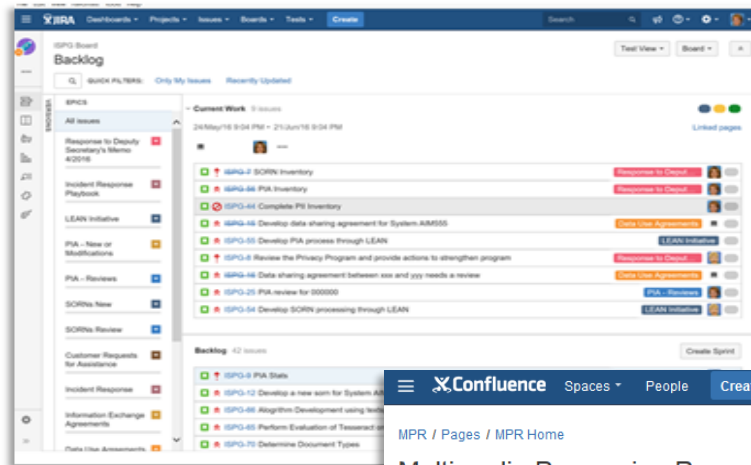 JIRA Dashboards Projects Issues Boards Tests Create Search
ISPG Board
Backlog
Test View Board
QUICK FILTERS: Only My Issues Recently Updated
VERSIONS
EPICS
All issues
Response to Deputy
Secretary's Memo
4/2016
Incident Response
Playbook
LEAN Initiative
PIA – New or
Modifications
PIA – Reviews
SORNs New
SORNs Review
Customer Requests
for Assistance
Incident Response
Information Exchange
Agreements
Data Use Agreements
Current Work 9 issues
24/May/16 9:04 PM • 21/Jun/16 9:04 PM
Linked pages
ISPG-7 SORN Inventory Response to Deput...
ISPG-56 PIA Inventory Response to Deput...
ISPG-44 Complete PII Inventory
ISPG-15 Develop data sharing agreement for System AIM555 Data Use Agreements
ISPG-55 Develop PIA process through LEAN LEAN Initiative
ISPG-8 Review the Privacy Program and provide actions to strengthen program Response to Deput...
ISPG-16 Data sharing agreement between xxx and yyy needs a review Data Use Agreements
ISPG-25 PIA review for 000000 PIA - Reviews
ISPG-54 Develop SORN processing through LEAN LEAN Initiative
Backlog 42 issues Create Sprint
ISPG-9 PIA Stats
ISPG-12 Develop a new sorn for System
ISPG-66 Alogrithm Development using
ISPG-65 Perform Evaluation of Tesseract
ISPG-70 Determine Document Types
Confluence Spaces People Creat
MPR / Pages / MPR Home